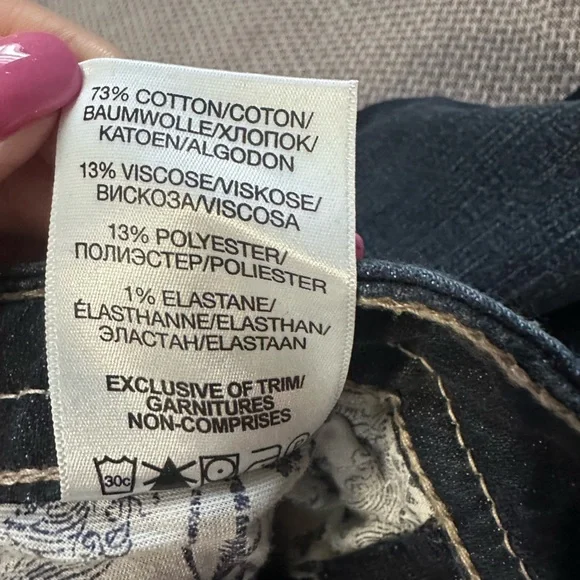 73% COTTON/COTON/
BAUMWOLLE/ХЛОПОК/
KATOEN/ALGODON
13% VISCOSE/VISKOSE/
ВИСКОЗА/VISCOSA
13% POLYESTER/
ПОЛИЭСТЕР/POLIESTER
1% ELASTANE/
ÉLASTHANNE/ELASTHAN/
ЭЛАСТАН/ELASTAAN
EXCLUSIVE OF TRIM/
GARNITURES
NON-COMPRISES
30c